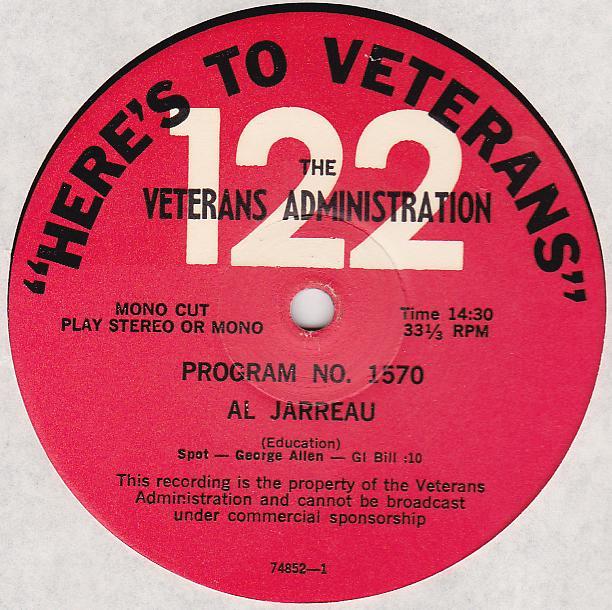 "HERE'S TO VETERANS"
122
THE
VETERANS ADMINISTRATION
MONO CUT
PLAY STEREO OR MONO
Time 14:30
33⅓ RPM
PROGRAM NO. 1570
AL JARREAU
(Education)
Spot — George Allen — GI Bill :10
This recording is the property of the Veterans
Administration and cannot be broadcast
under commercial sponsorship
74852—1